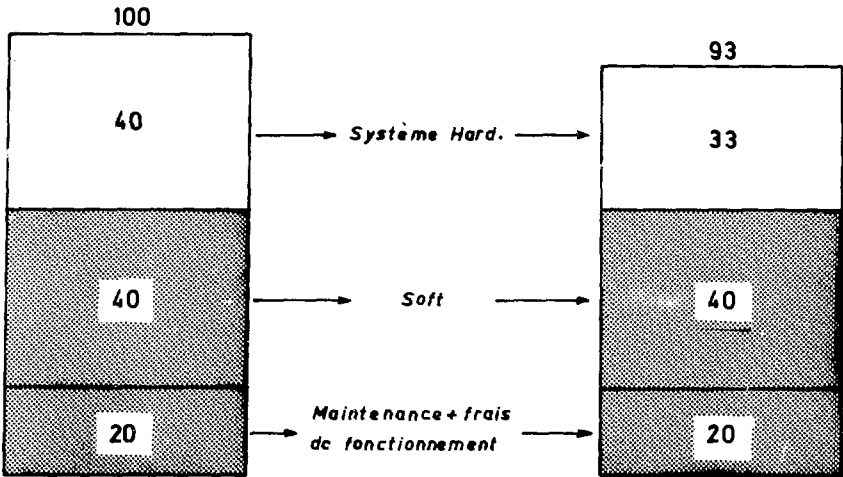 100
93
40
Système Hard.
33
40
Soft
40
20
Maintenance + frais
de fonctionnement
20